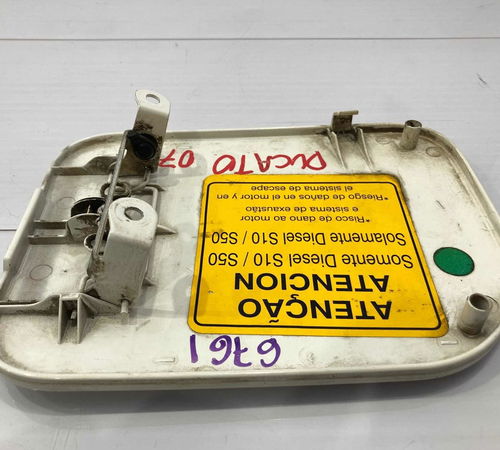 ATENÇÃO
ATENCION
Somente Diesel S10 / S50
Solamente Diesel S10 / S50
*Risco de dano ao motor
e sistema de exaustão
*Riesgo de daños en el motor y en
el sistema de escape
DUCATO 07
6761